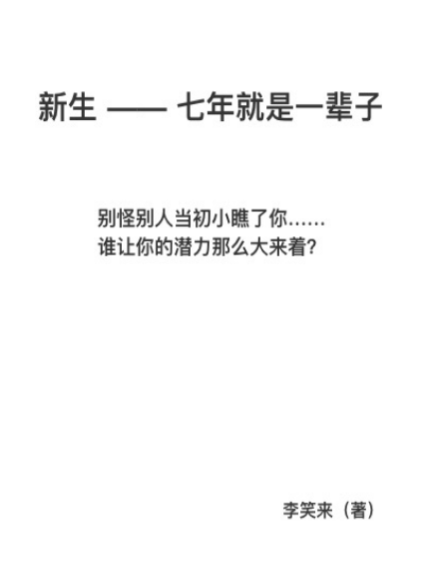 新生 —— 七年就是一辈子
别怪别人当初小瞧了你……
谁让你的潜力那么大来着？
李笑来（著）